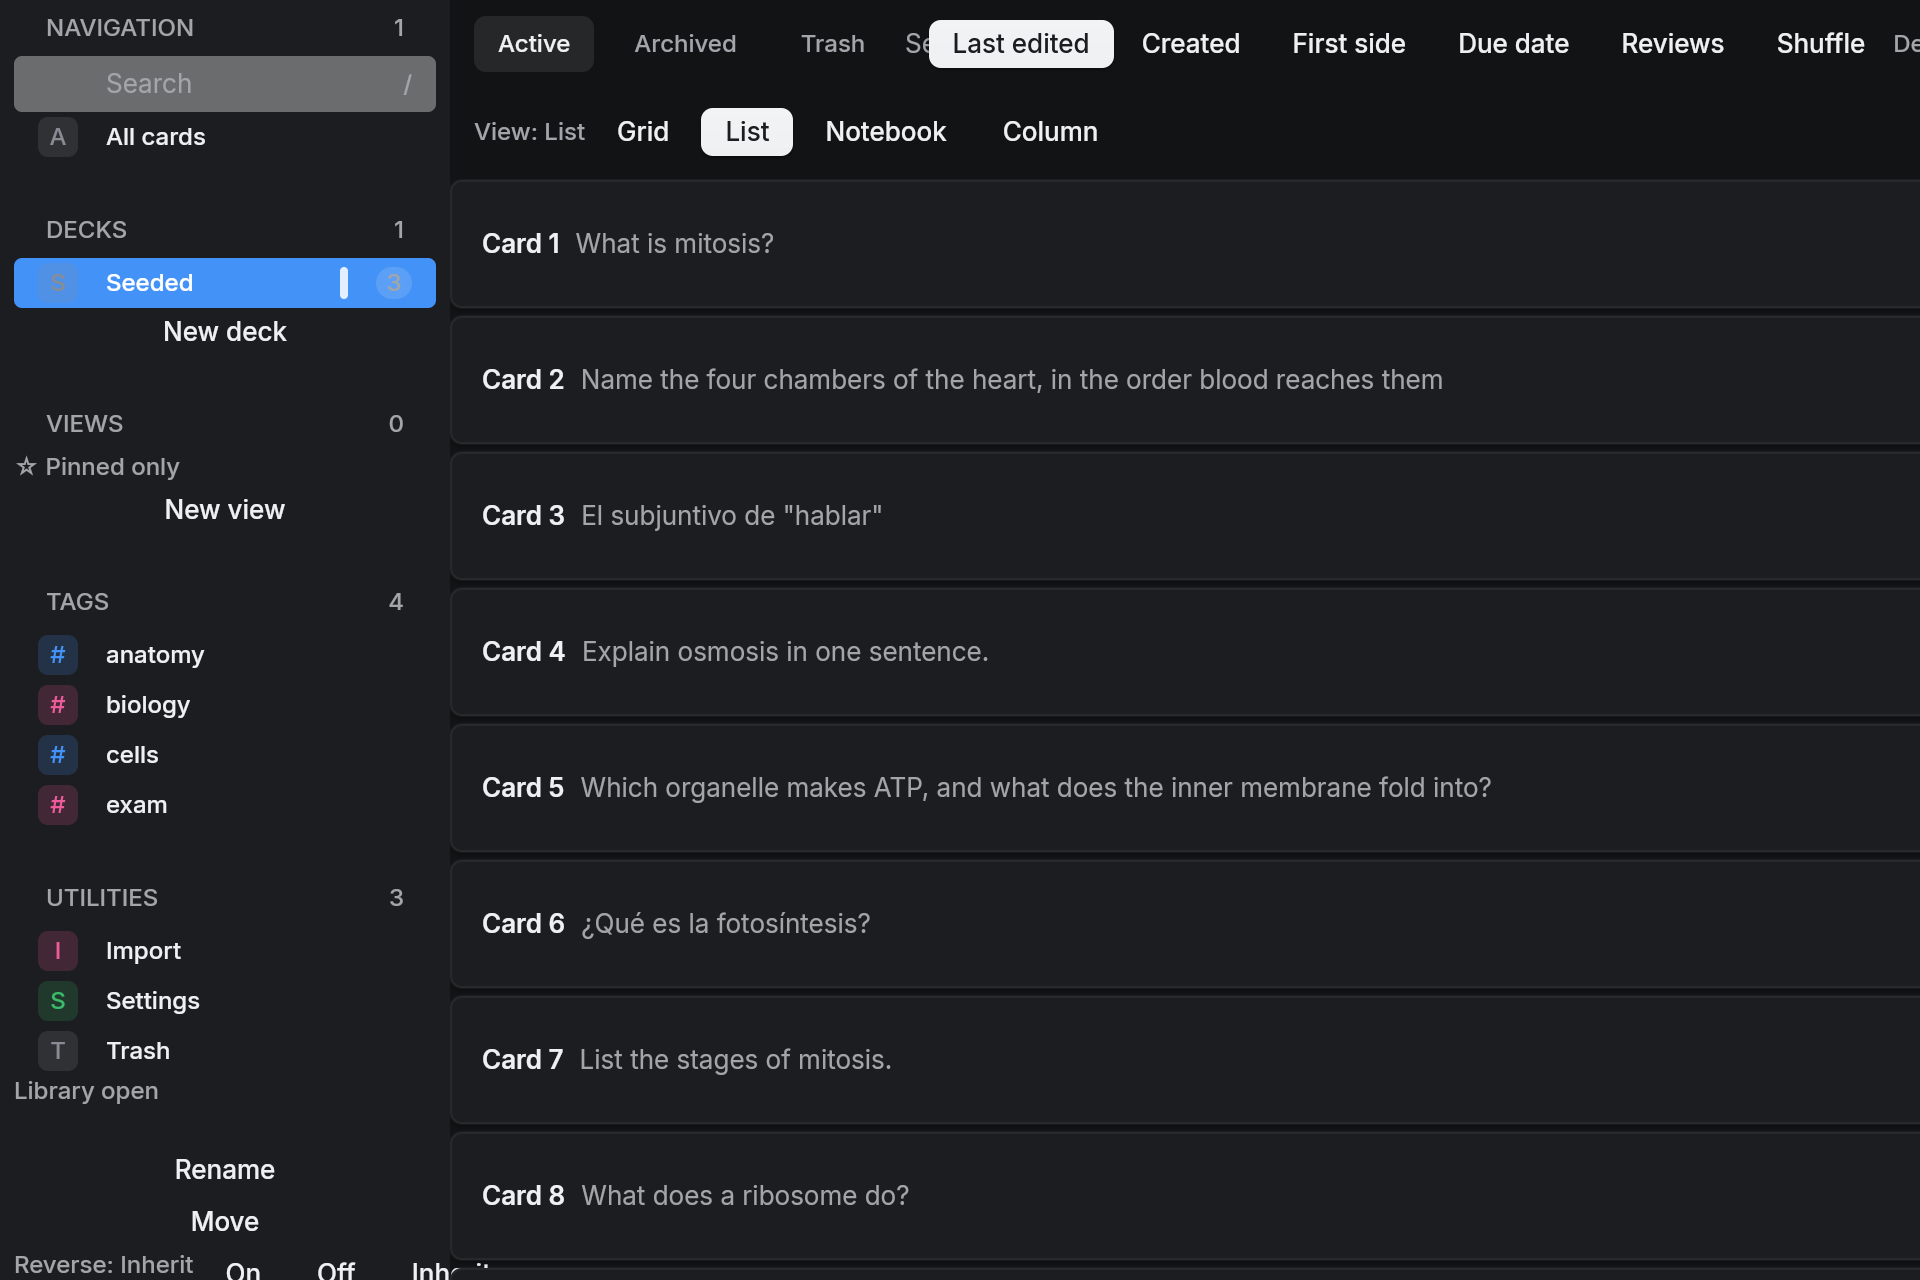 NAVIGATION 1
Search /
A All cards
DECKS 1
S Seeded 3
New deck
VIEWS 0
☆ Pinned only
New view
TAGS 4
# anatomy
# biology
# cells
# exam
UTILITIES 3
I Import
S Settings
T Trash
Library open
Rename
Move
Reverse: Inherit On Off
Active Archived Trash Last edited Created First side Due date Reviews Shuffle
View: List Grid List Notebook Column
Card 1 What is mitosis?
Card 2 Name the four chambers of the heart, in the order blood reaches them
Card 3 El subjuntivo de "hablar"
Card 4 Explain osmosis in one sentence.
Card 5 Which organelle makes ATP, and what does the inner membrane fold into?
Card 6 ¿Qué es la fotosíntesis?
Card 7 List the stages of mitosis.
Card 8 What does a ribosome do?